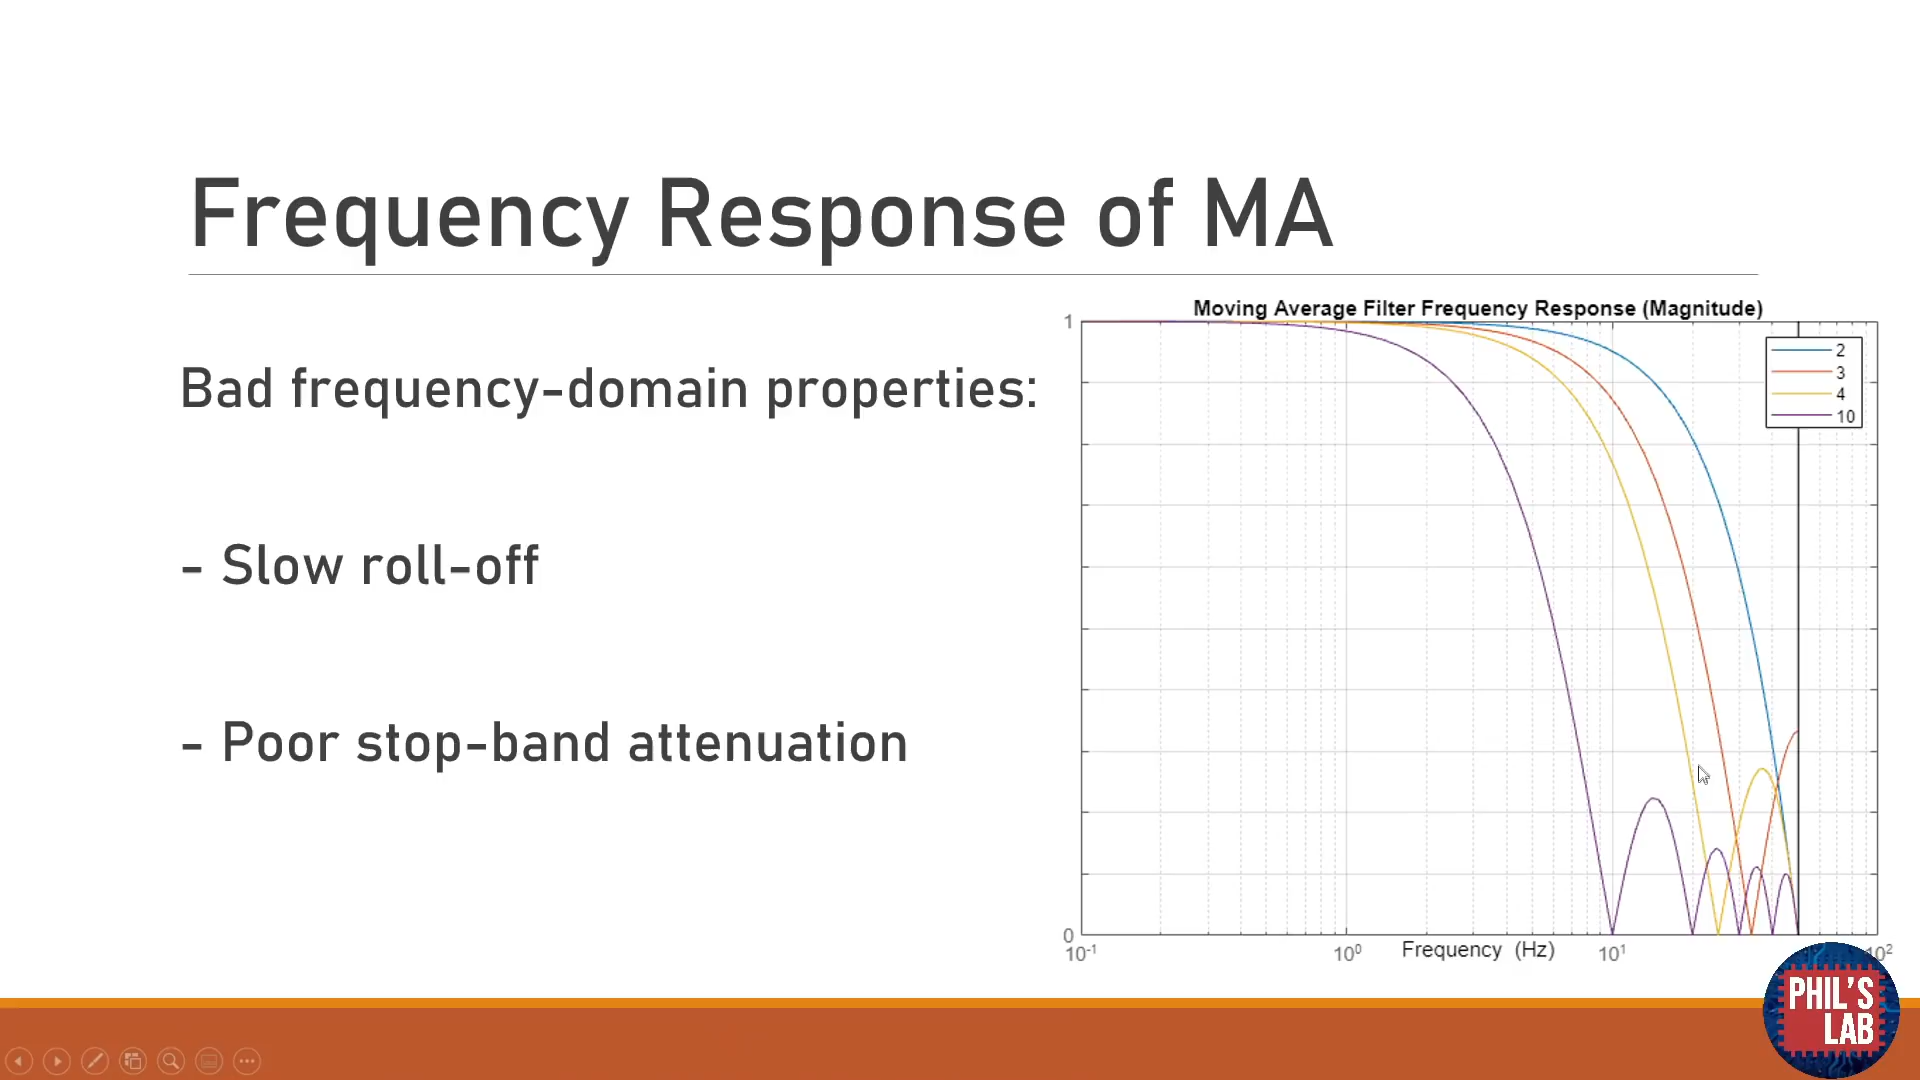 Frequency Response of MA
Bad frequency-domain properties:
- Slow roll-off
- Poor stop-band attenuation
Moving Average Filter Frequency Response (Magnitude)
1
2
3
4
10
0
10-1
100
Frequency (Hz)
101
102
PHIL'S
LAB